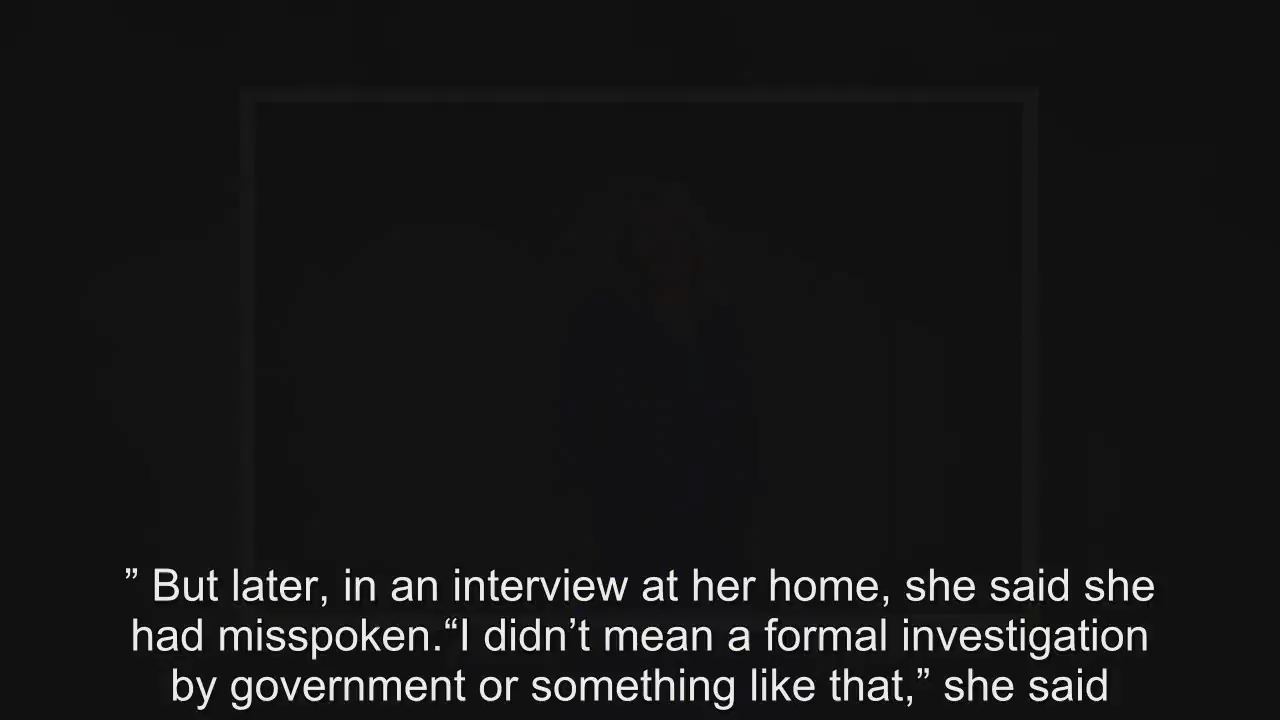 ” But later, in an interview at her home, she said she
had misspoken.“I didn’t mean a formal investigation
by government or something like that,” she said